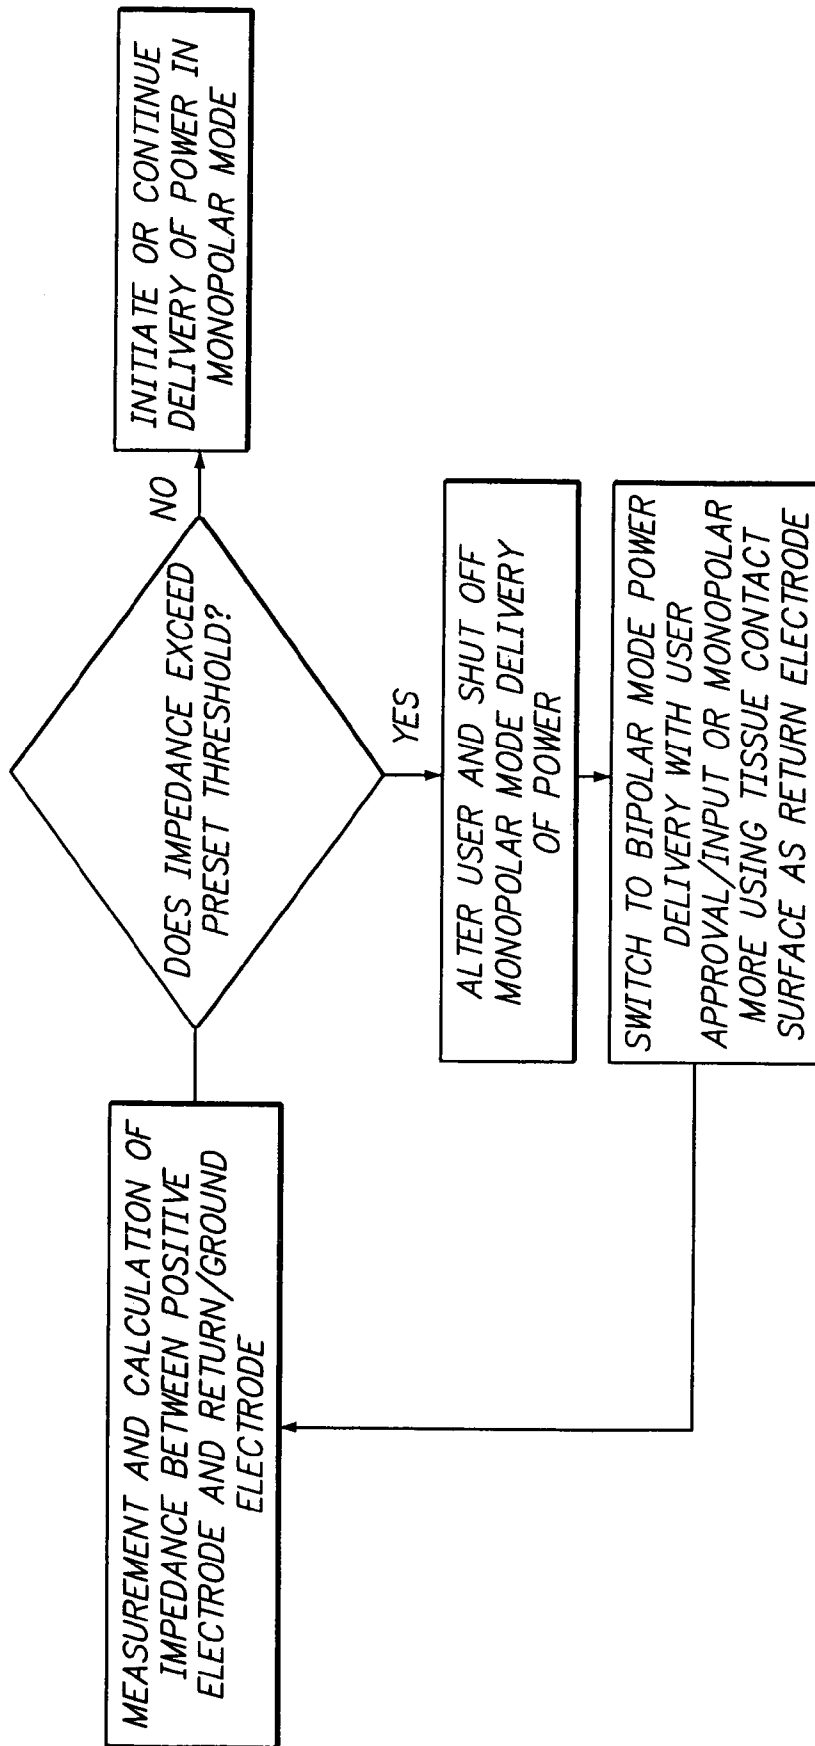 MEASUREMENT AND CALCULATION OF
IMPEDANCE BETWEEN POSITIVE
ELECTRODE AND RETURN/GROUND
ELECTRODE
DOES IMPEDANCE EXCEED
PRESET THRESHOLD?
NO
INITIATE OR CONTINUE
DELIVERY OF POWER IN
MONOPOLAR MODE
YES
ALTER USER AND SHUT OFF
MONOPOLAR MODE DELIVERY
OF POWER
SWITCH TO BIPOLAR MODE POWER
DELIVERY WITH USER
APPROVAL/INPUT OR MONOPOLAR
MORE USING TISSUE CONTACT
SURFACE AS RETURN ELECTRODE